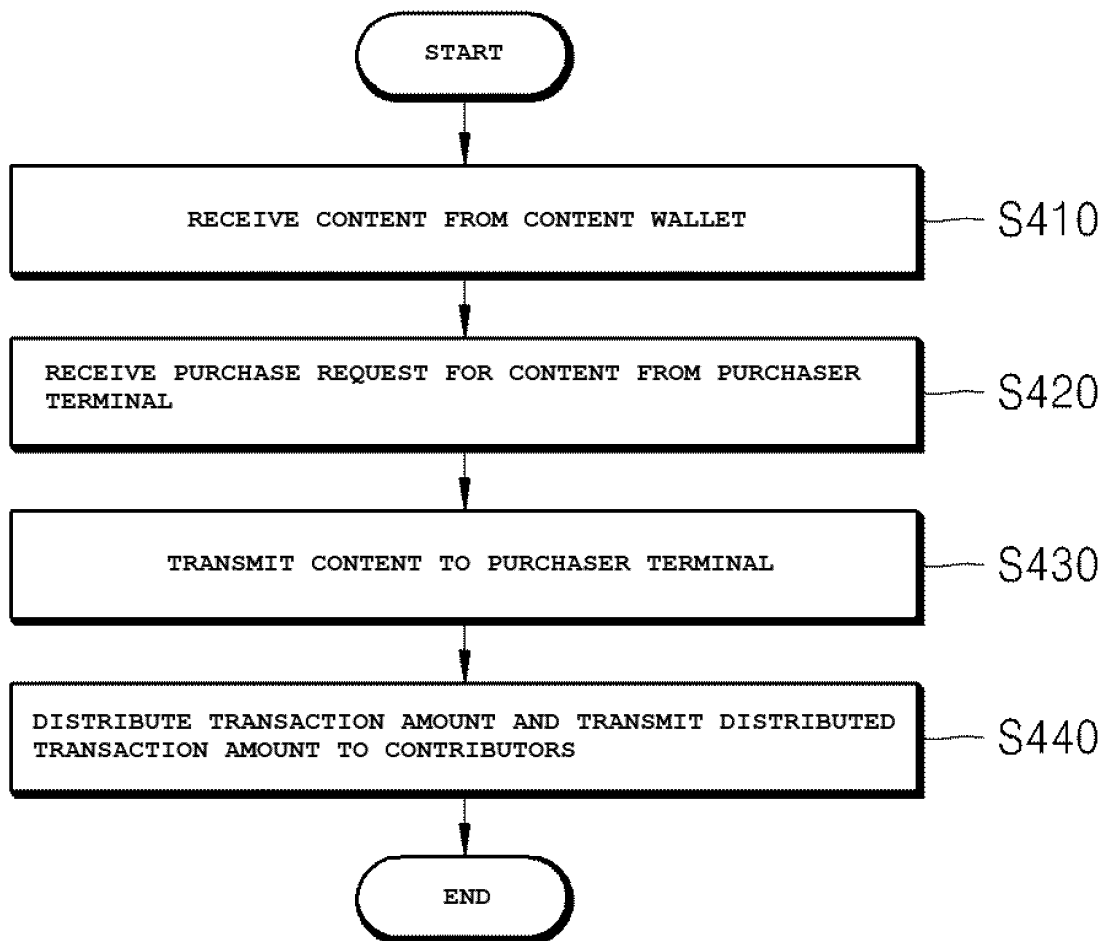 START
RECEIVE CONTENT FROM CONTENT WALLET
S410
RECEIVE PURCHASE REQUEST FOR CONTENT FROM PURCHASER
TERMINAL
S420
TRANSMIT CONTENT TO PURCHASER TERMINAL
S430
DISTRIBUTE TRANSACTION AMOUNT AND TRANSMIT DISTRIBUTED
TRANSACTION AMOUNT TO CONTRIBUTORS
S440
END